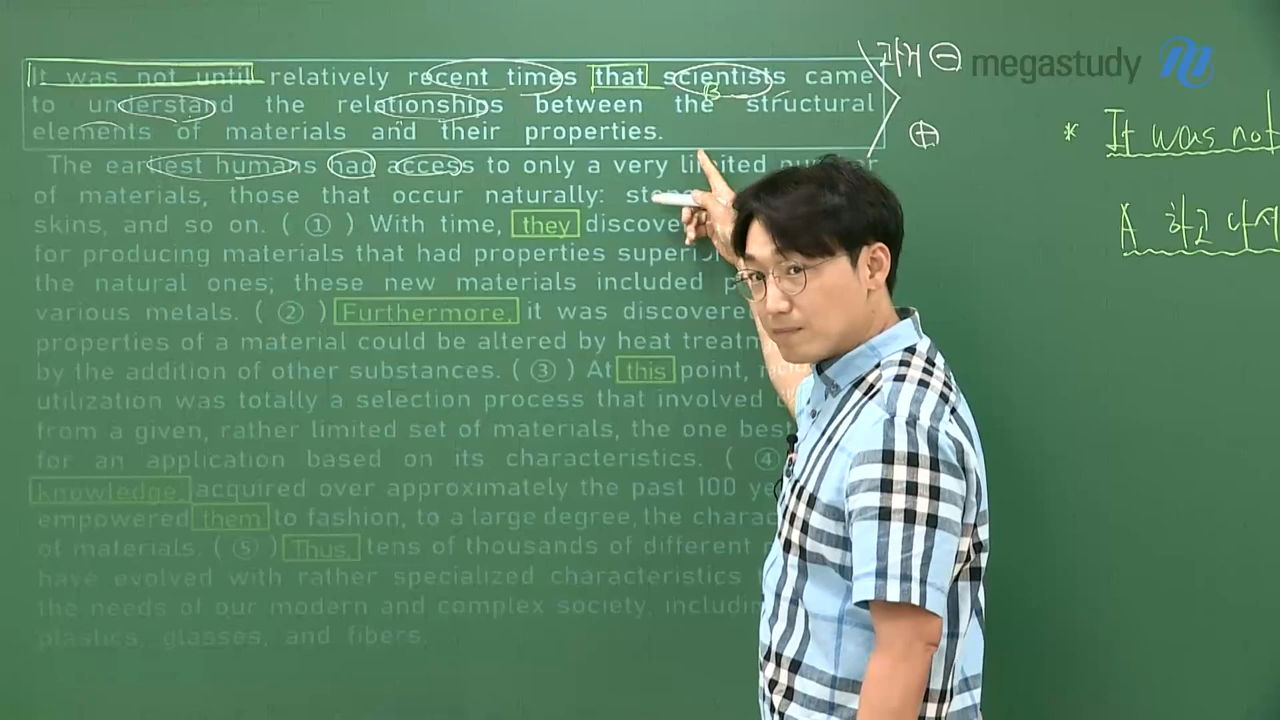 It was not until relatively recent times that scientists came
to understand the relationships between the structural
elements of materials and their properties.
The earliest humans had access to only a very limited number
of materials, those that occur naturally:
skins, and so on. ( ① ) With time, they
for producing materials that had properties
the natural ones; these new materials included
various metals. ( ② ) Furthermore, it was discovered
properties of a material could be altered by heat
by the addition of other substances. ( ③ ) At this point,
utilization was totally a selection process that involved
from a given, rather limited set of materials, the one best
for an application based on its characteristics. ( ④
knowledge, acquired over approximately the past 100
empowered them to fashion, to a large degree, the
of materials. ( ⑤ ) Thus, tens of thousands of different
have evolved with rather specialized characteristics
the needs of our modern and complex society, including
plastics, glasses, and fibers.
B
과거 ⊖
⊕
megastudy
* It was not
A 하고 나서